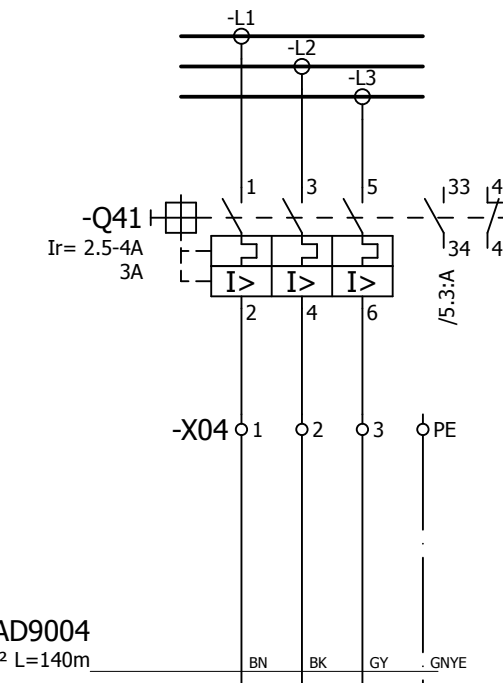 -L1
-L2
-L3
1 3 5 33 4
-Q41
Ir= 2.5-4A
3A
I> I> I>
2 4 6 34 4
/5.3:A
-X04 1 2 3 PE
AD9004
² L=140m
BN BK GY GNYE